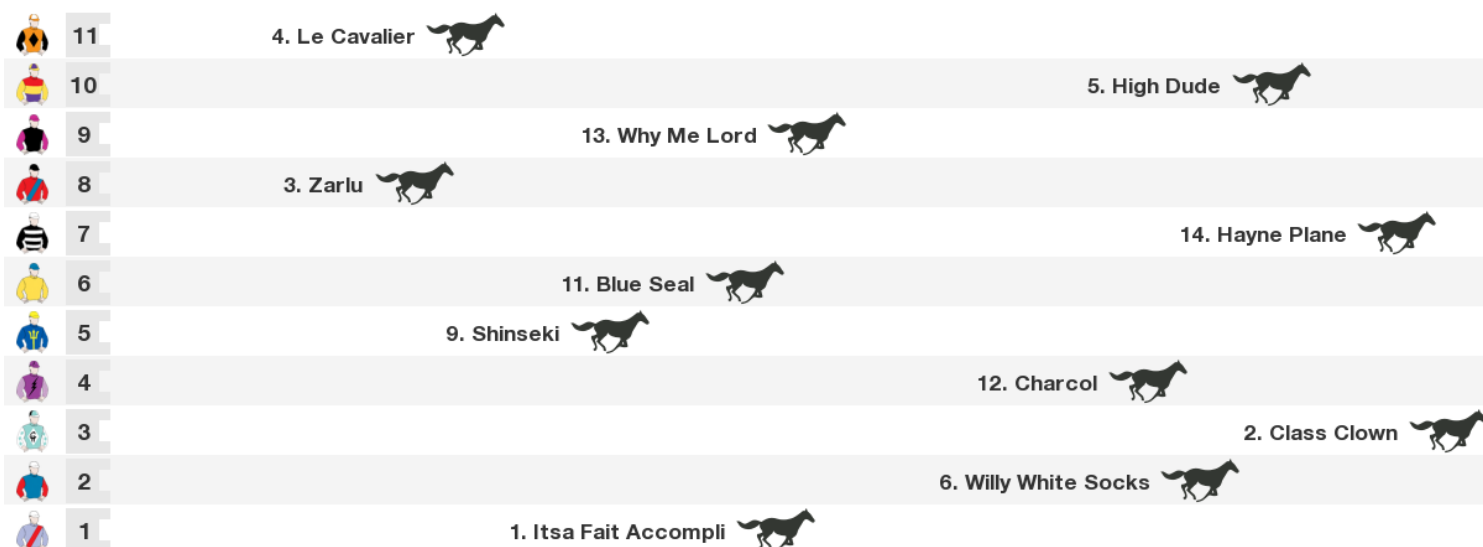 11 4. Le Cavalier
10 5. High Dude
9 13. Why Me Lord
8 3. Zarlu
7 14. Hayne Plane
6 11. Blue Seal
5 9. Shinseki
4 12. Charcol
3 2. Class Clown
2 6. Willy White Socks
1 1. Itsa Fait Accompli